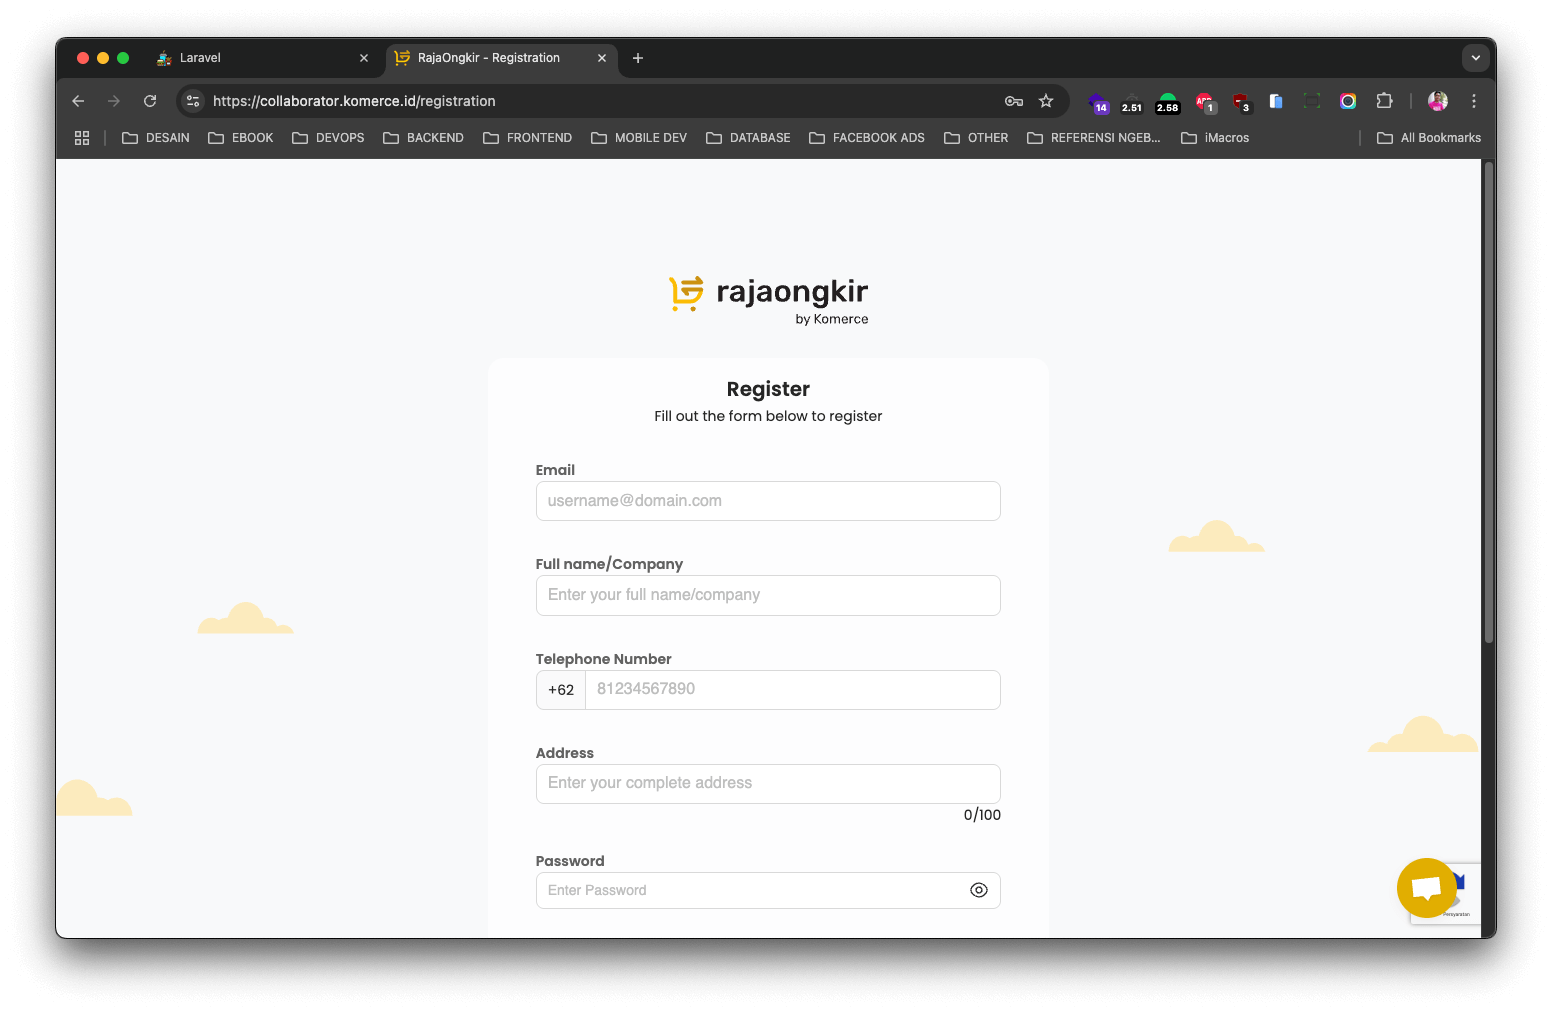 Laravel
RajaOngkir - Registration
https://collaborator.komerce.id/registration
14
2.51
2.58
1
3
DESAIN
EBOOK
DEVOPS
BACKEND
FRONTEND
MOBILE DEV
DATABASE
FACEBOOK ADS
OTHER
REFERENSI NGEB...
iMacros
All Bookmarks
rajaongkir
by Komerce
Register
Fill out the form below to register
Email
username@domain.com
Full name/Company
Enter your full name/company
Telephone Number
+62 81234567890
Address
Enter your complete address
0/100
Password
Enter Password
Persyaratan